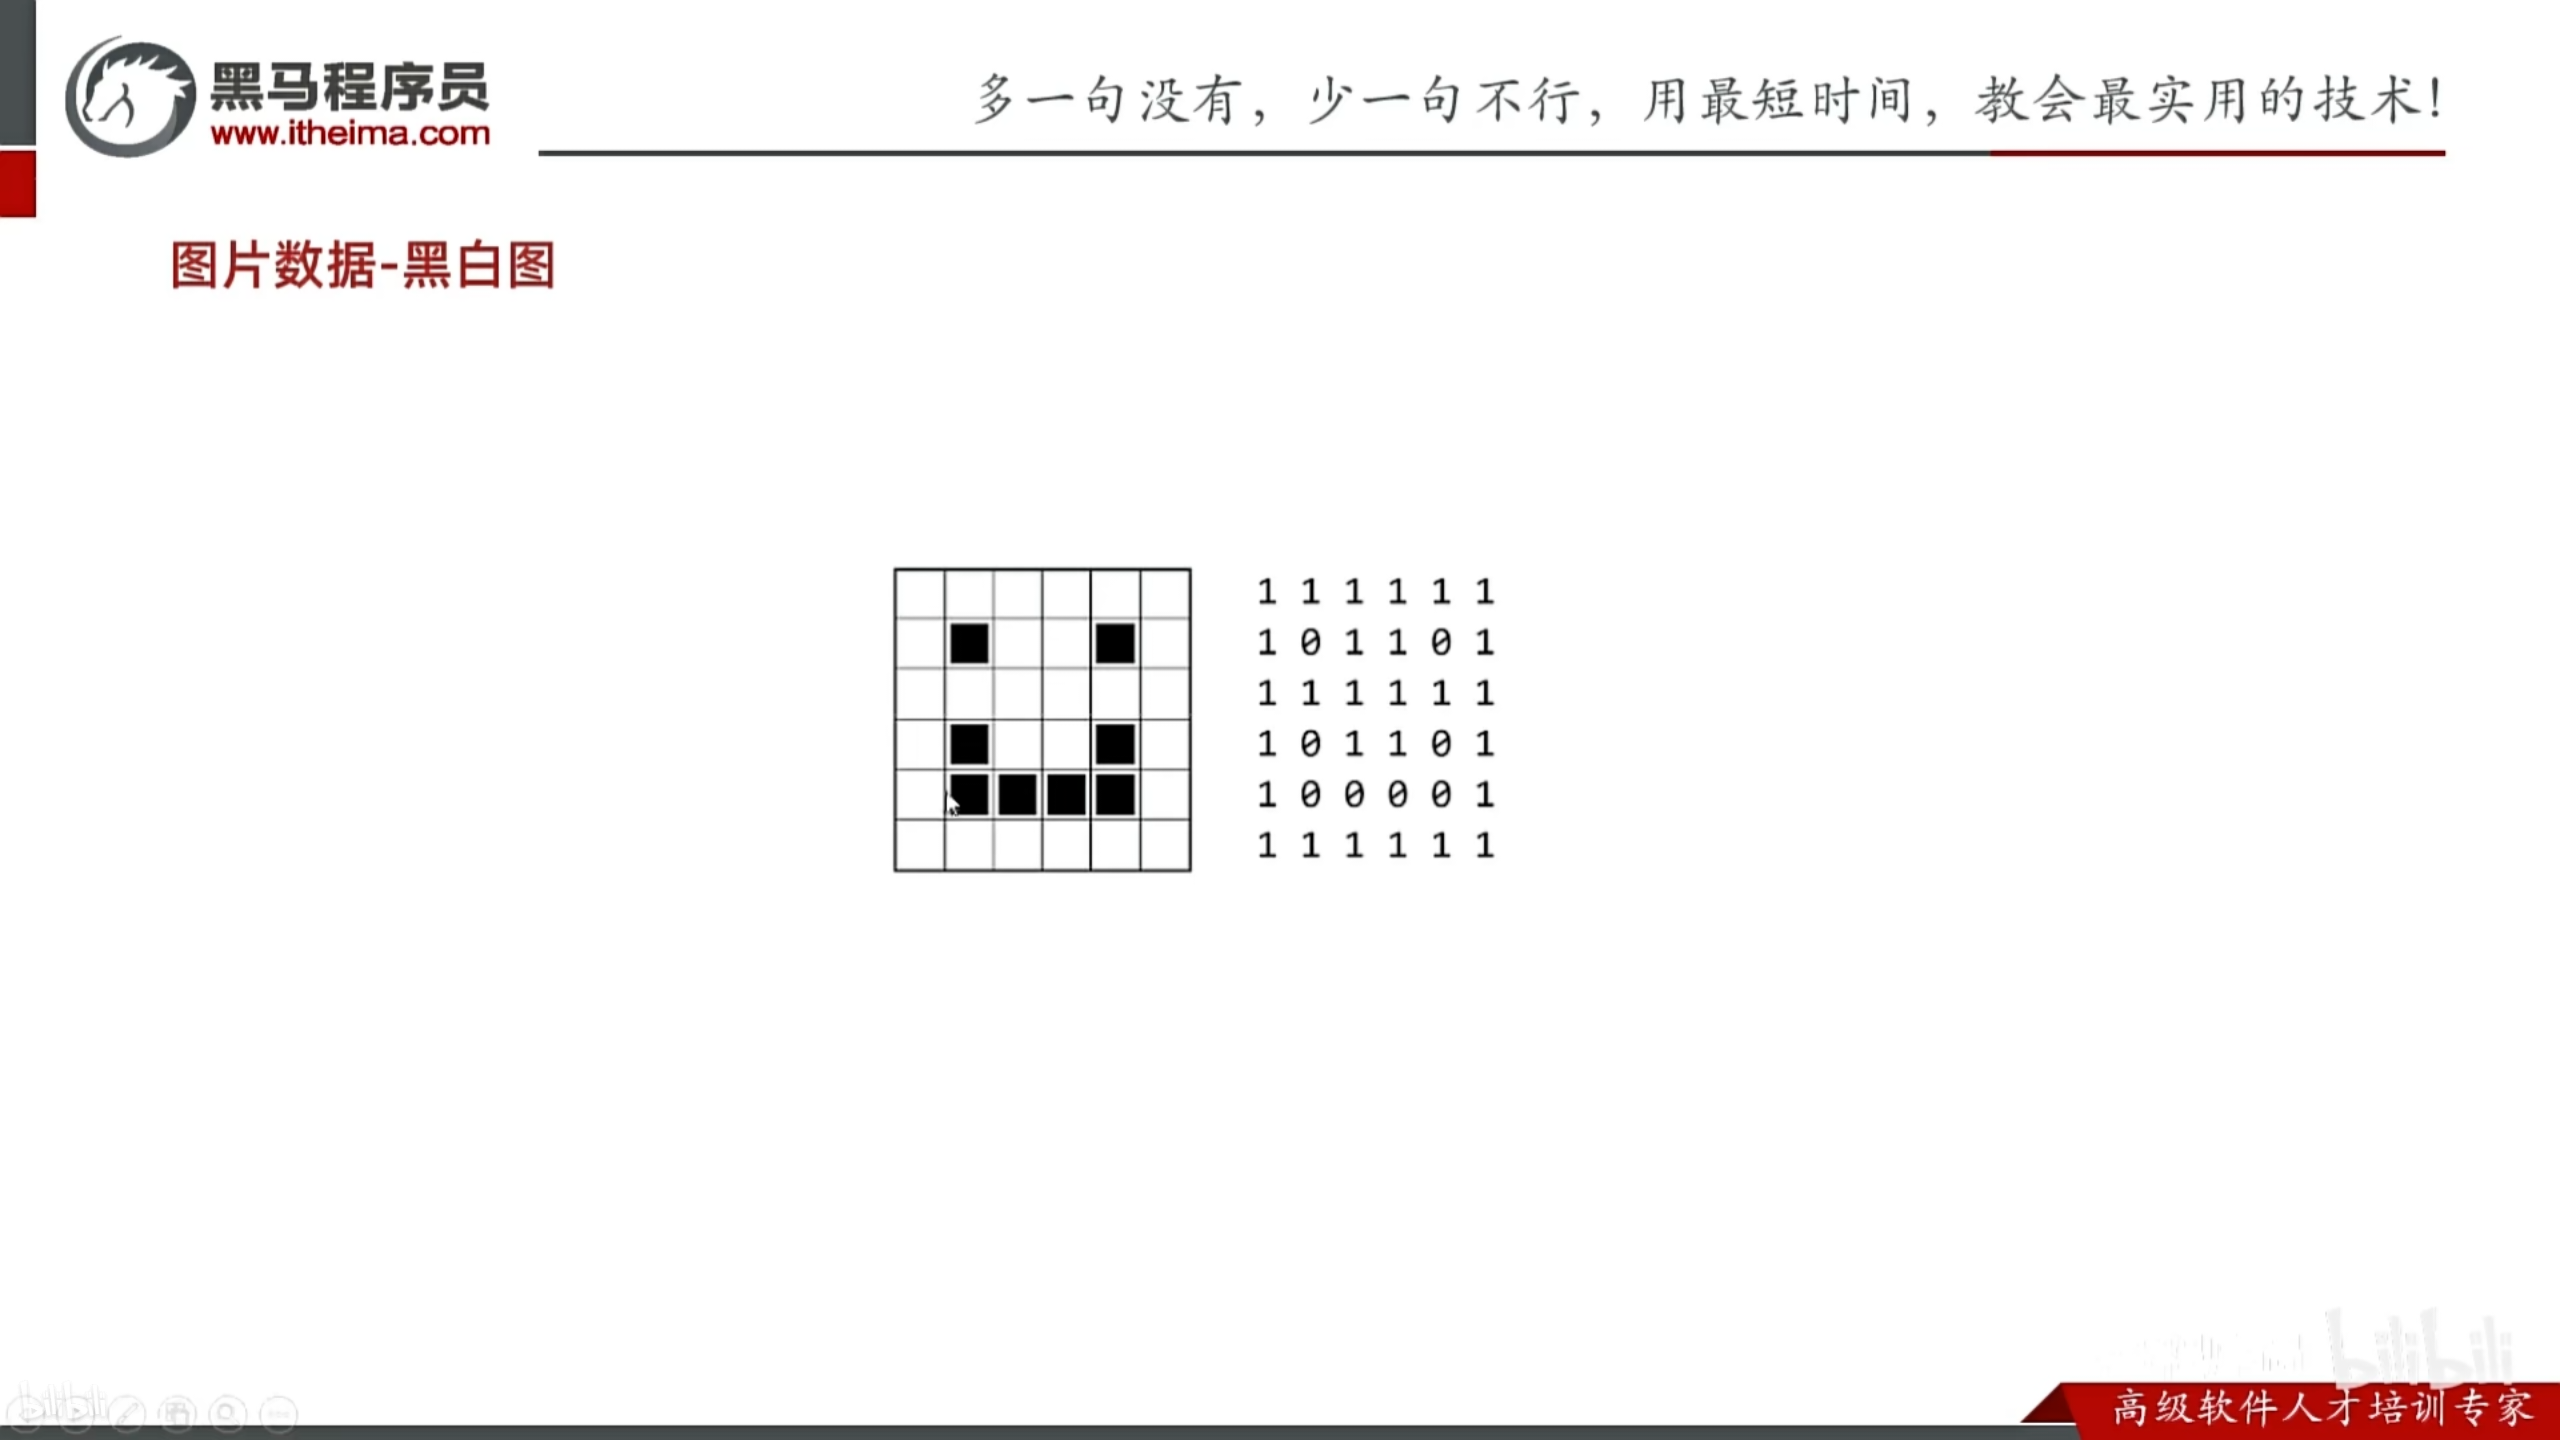 黑马程序员
www.itheima.com
多一句没有，少一句不行，用最短时间，教会最实用的技术！
图片数据-黑白图
1 1 1 1 1 1
1 0 1 1 0 1
1 1 1 1 1 1
1 0 1 1 0 1
1 0 0 0 0 1
1 1 1 1 1 1
bilibili
高级软件人才培训专家